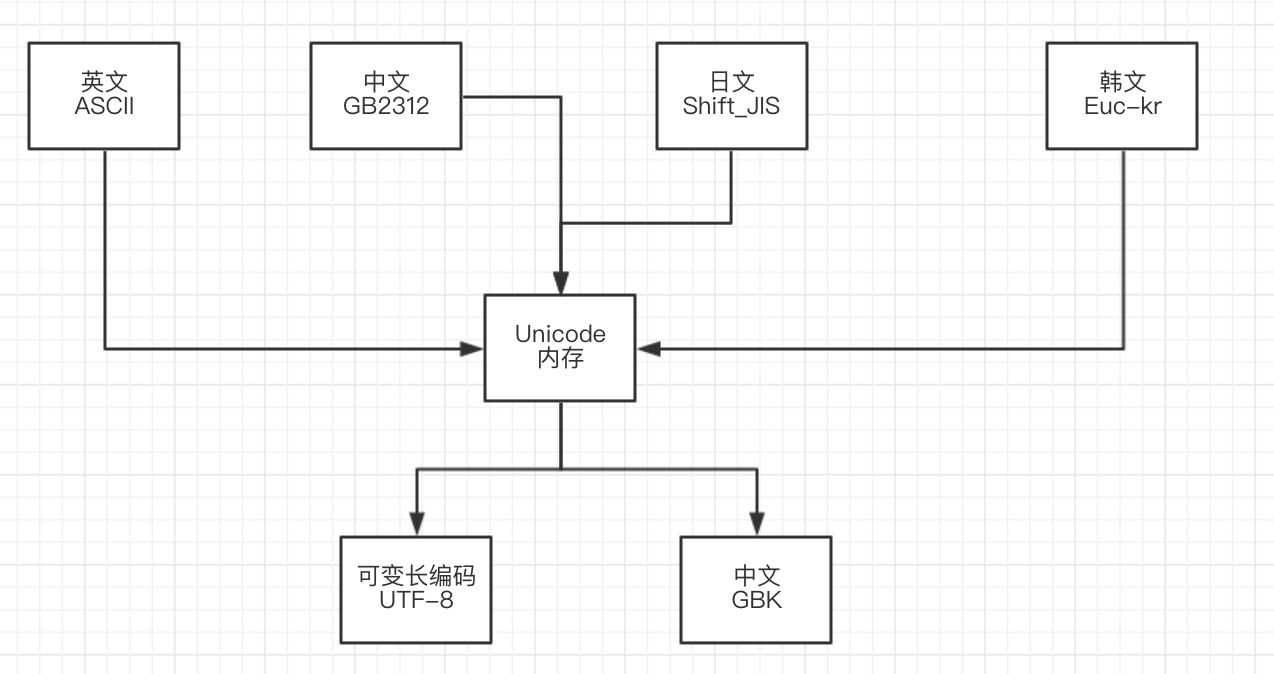 英文
ASCII
中文
GB2312
日文
Shift_JIS
韩文
Euc-kr
Unicode
内存
可变长编码
UTF-8
中文
GBK